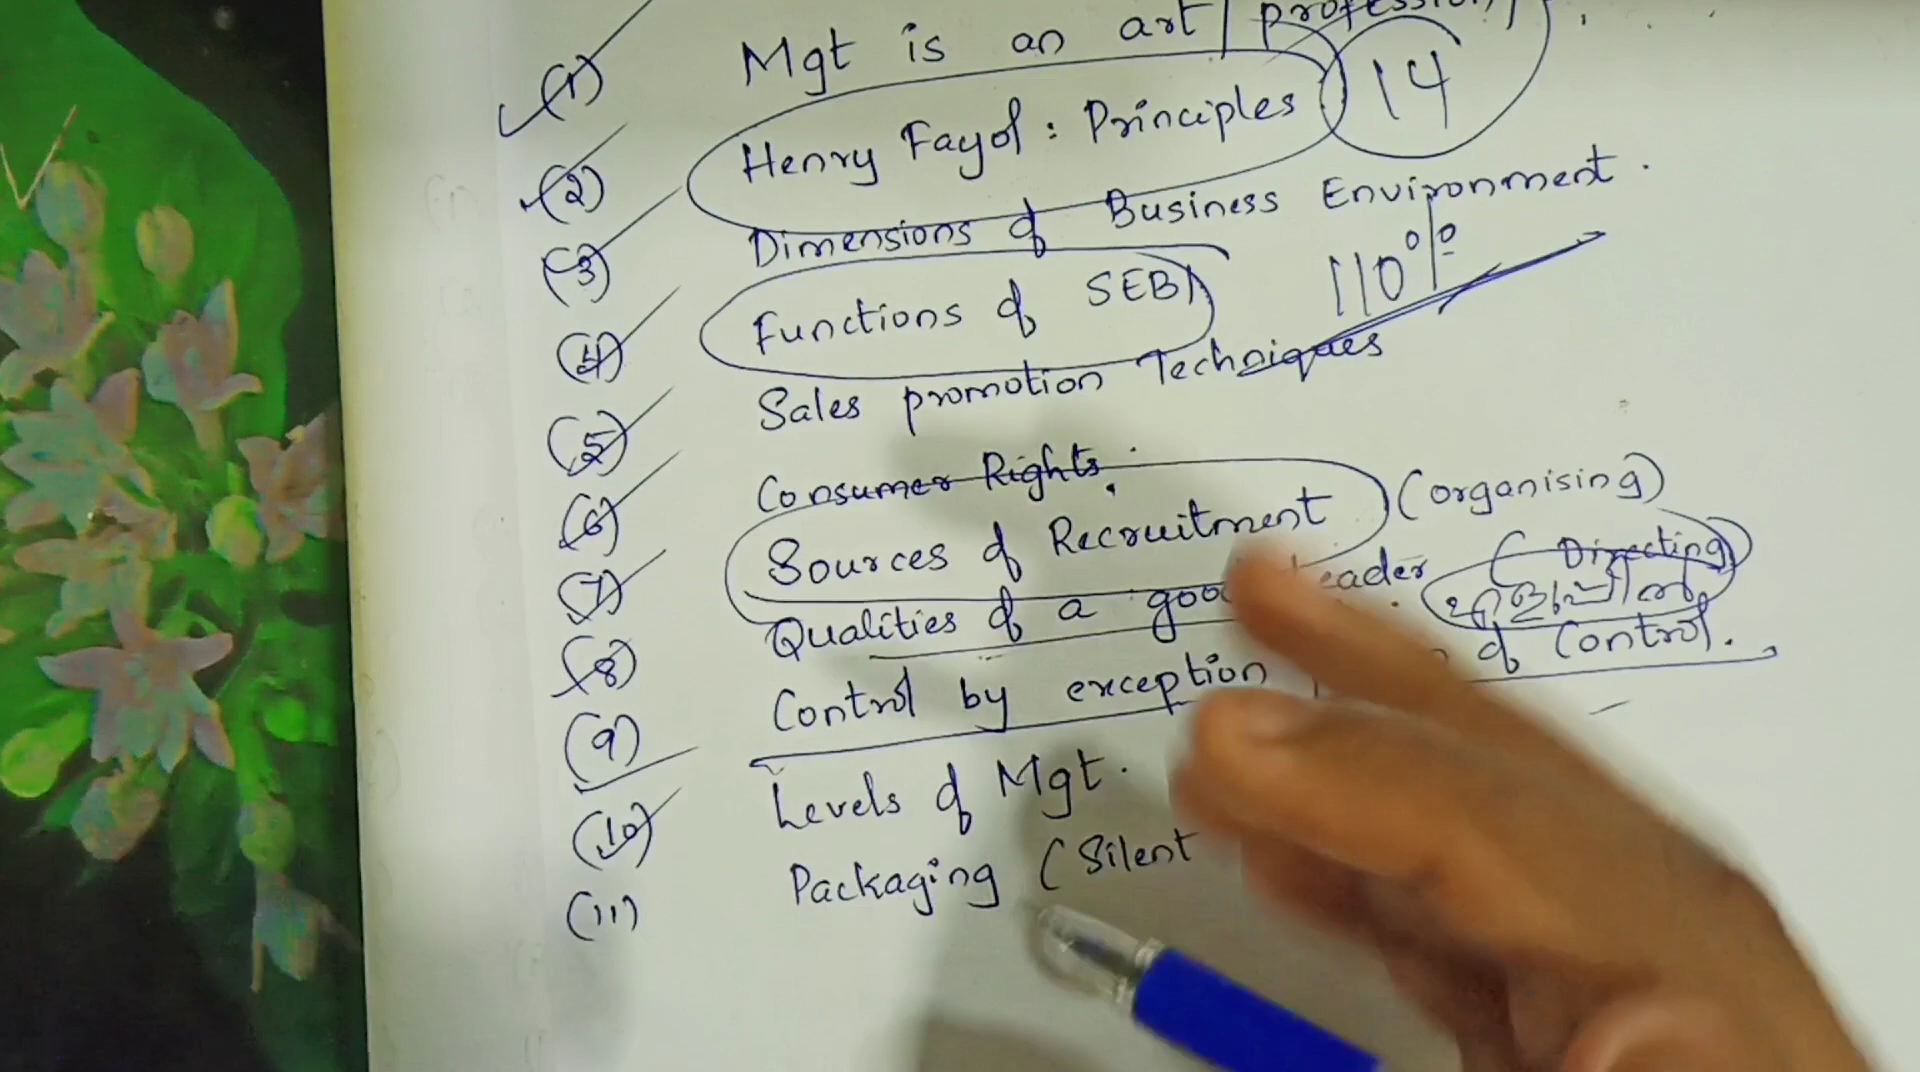 (1) Mgt is an art / profession /
(2) Henry Fayol : Principles 14
(3) Dimensions of Business Environment.
(4) Functions of SEBI 110%
(5) Sales promotion Techniques
(6) Consumer Rights.
(7) Sources of Recruitment (organising)
(8) Qualities of a good Leader (Directing)
(9) Control by exception of Control.
(10) Levels of Mgt.
(11) Packaging (Silent